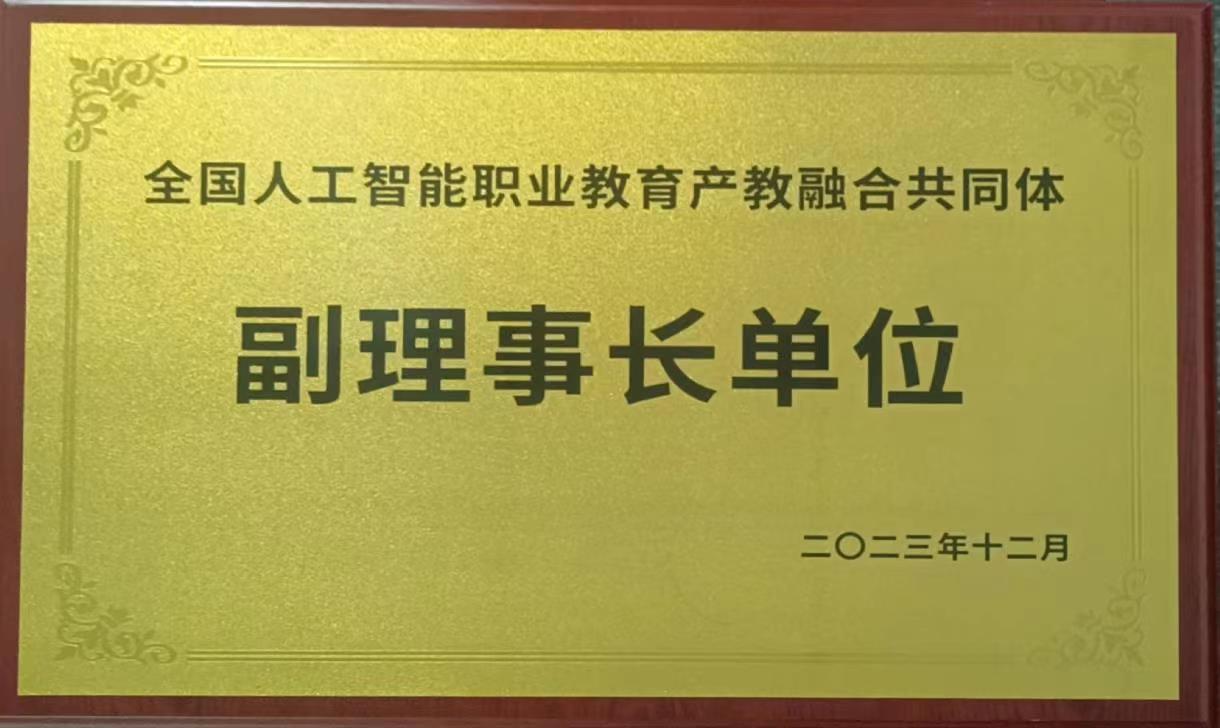 全国人工智能职业教育产教融合共同体
副理事长单位
二〇二三年十二月